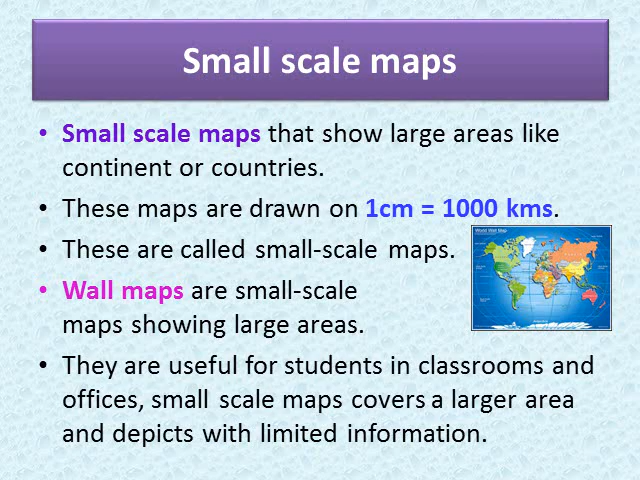 Small scale maps
• Small scale maps that show large areas like
continent or countries.
• These maps are drawn on 1cm = 1000 kms.
• These are called small-scale maps.
World Wall Map
• Wall maps are small-scale
maps showing large areas.
• They are useful for students in classrooms and
offices, small scale maps covers a larger area
and depicts with limited information.